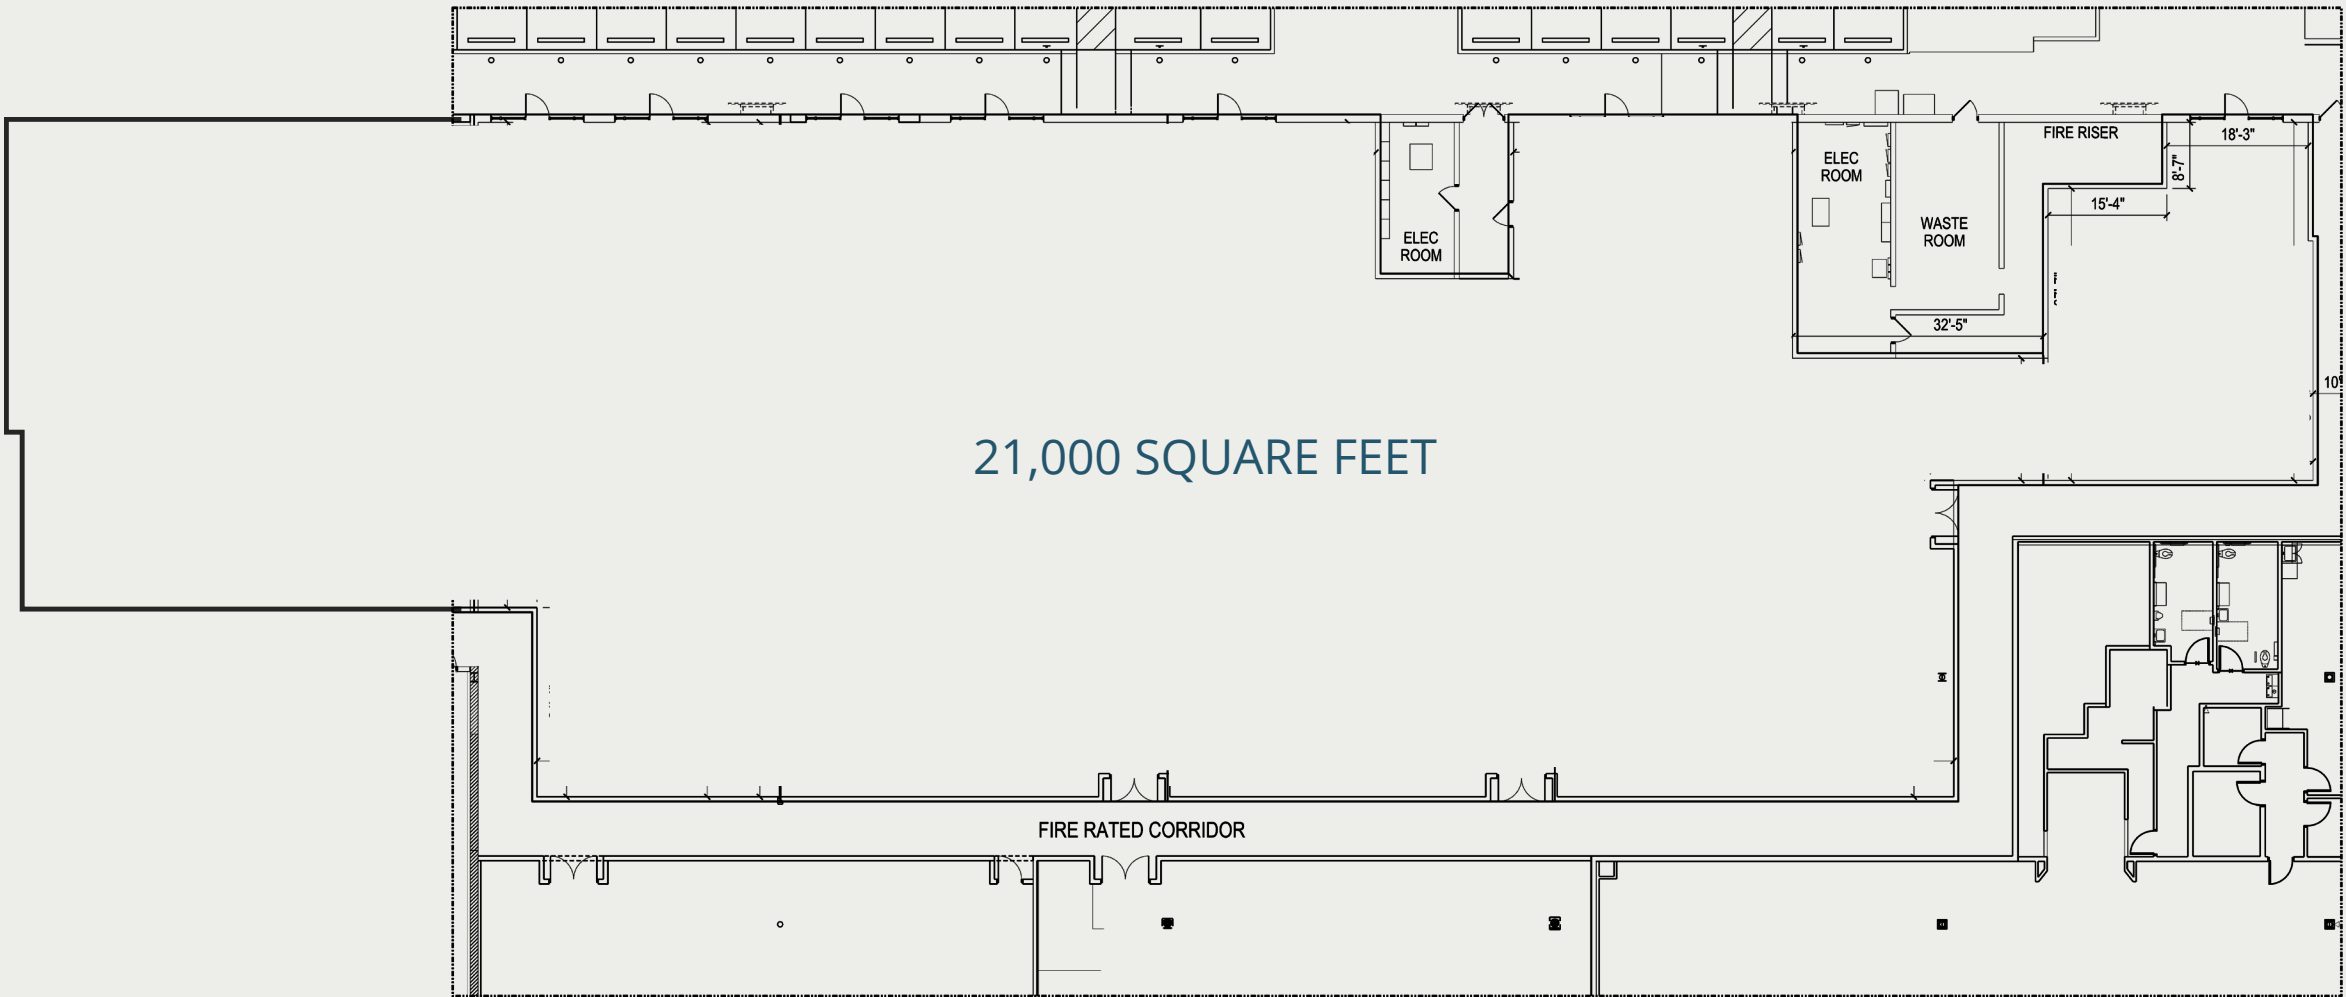 FIRE RISER
18'-3"
8'-7"
15'-4"
ELEC
ROOM
WASTE
ROOM
ELEC
ROOM
32'-5"
10'
21,000 SQUARE FEET
FIRE RATED CORRIDOR